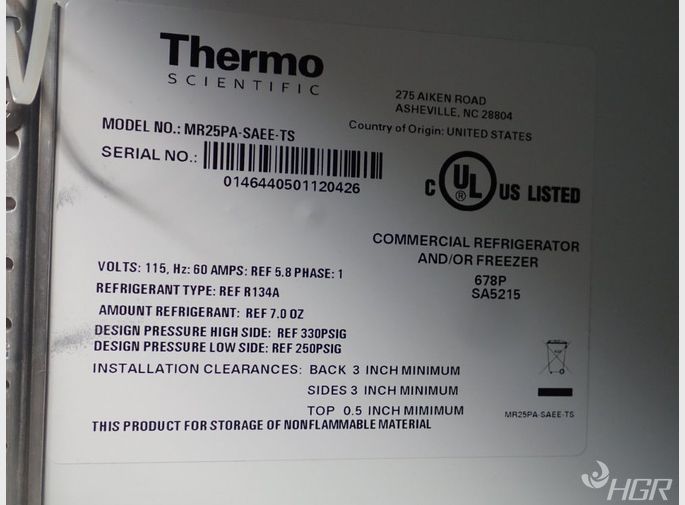 Thermo
SCIENTIFIC
275 AIKEN ROAD
ASHEVILLE, NC 28804
Country of Origin: UNITED STATES
MODEL NO.: MR25PA-SAEE-TS
SERIAL NO.:
0146440501120426
C UL ® US LISTED
COMMERCIAL REFRIGERATOR
AND/OR FREEZER
678P
SA5215
VOLTS: 115, Hz: 60 AMPS: REF 5.8 PHASE: 1
REFRIGERANT TYPE: REF R134A
AMOUNT REFRIGERANT: REF 7.0 OZ
DESIGN PRESSURE HIGH SIDE: REF 330PSIG
DESIGN PRESSURE LOW SIDE: REF 250PSIG
INSTALLATION CLEARANCES: BACK 3 INCH MINIMUM
SIDES 3 INCH MINIMUM
TOP 0.5 INCH MIMIMUM
THIS PRODUCT FOR STORAGE OF NONFLAMMABLE MATERIAL
MR25PA-SAEE-TS
HGR